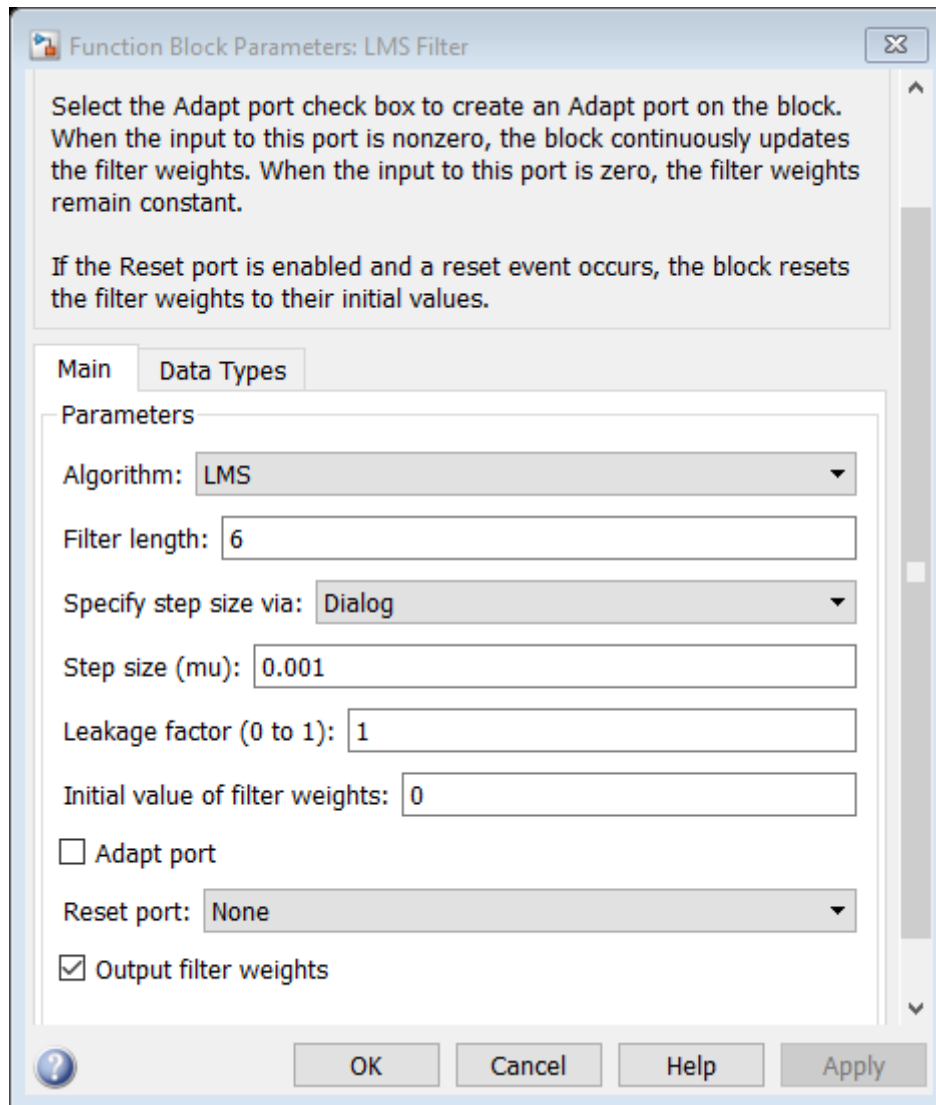 Function Block Parameters: LMS Filter
Select the Adapt port check box to create an Adapt port on the block.
When the input to this port is nonzero, the block continuously updates
the filter weights. When the input to this port is zero, the filter weights
remain constant.
If the Reset port is enabled and a reset event occurs, the block resets
the filter weights to their initial values.
Main Data Types
Parameters
Algorithm: LMS
Filter length: 6
Specify step size via: Dialog
Step size (mu): 0.001
Leakage factor (0 to 1): 1
Initial value of filter weights: 0
Adapt port
Reset port: None
Output filter weights
? OK Cancel Help Apply